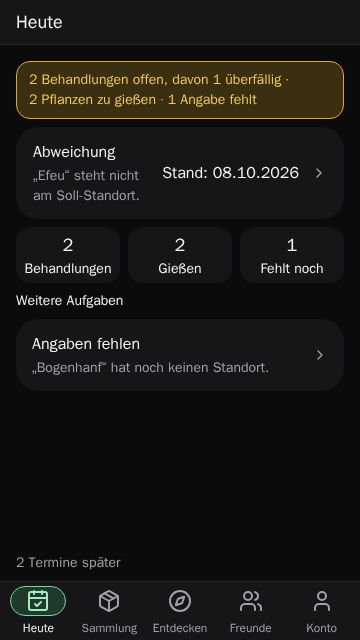 Heute
2 Behandlungen offen, davon 1 überfällig ·
2 Pflanzen zu gießen · 1 Angabe fehlt
Abweichung
„Efeu“ steht nicht
am Soll-Standort.
Stand: 08.10.2026
2
Behandlungen
2
Gießen
1
Fehlt noch
Weitere Aufgaben
Angaben fehlen
„Bogenhanf“ hat noch keinen Standort.
2 Termine später
Heute
Sammlung
Entdecken
Freunde
Konto